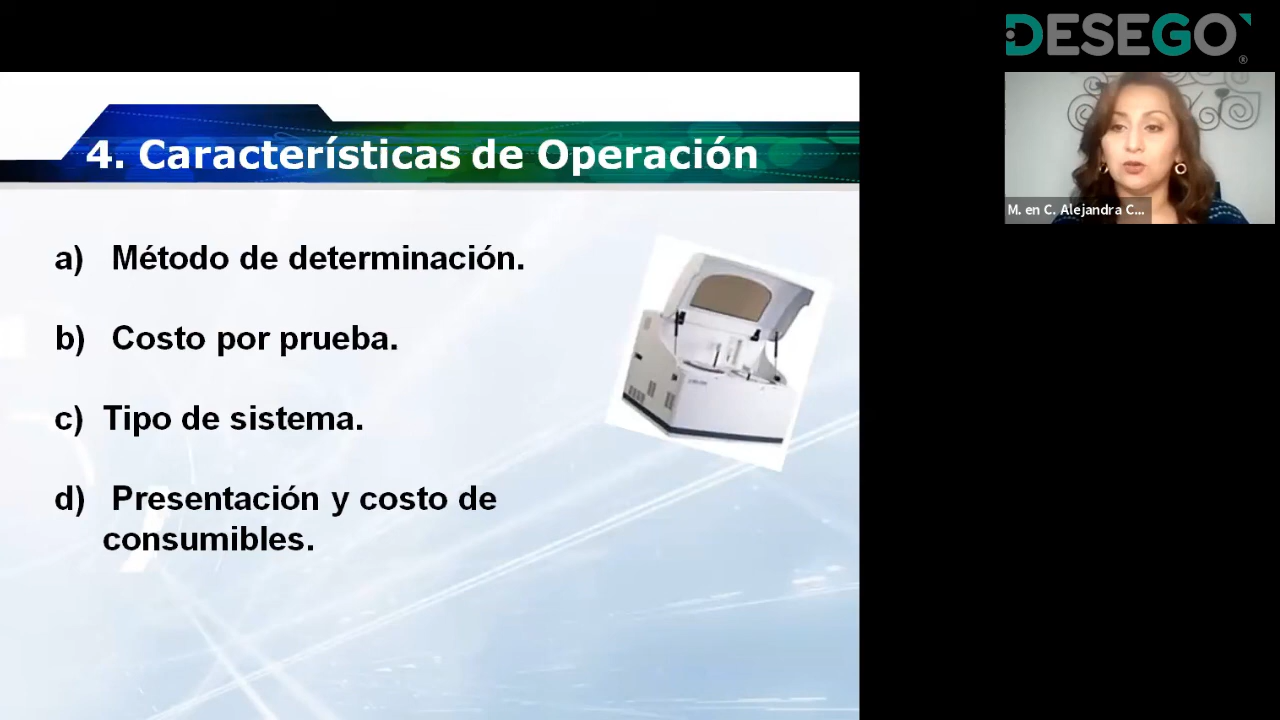 DESEGO
®
M. en C. Alejandra C...
4. Características de Operación
a) Método de determinación.
b) Costo por prueba.
c) Tipo de sistema.
d) Presentación y costo de
consumibles.